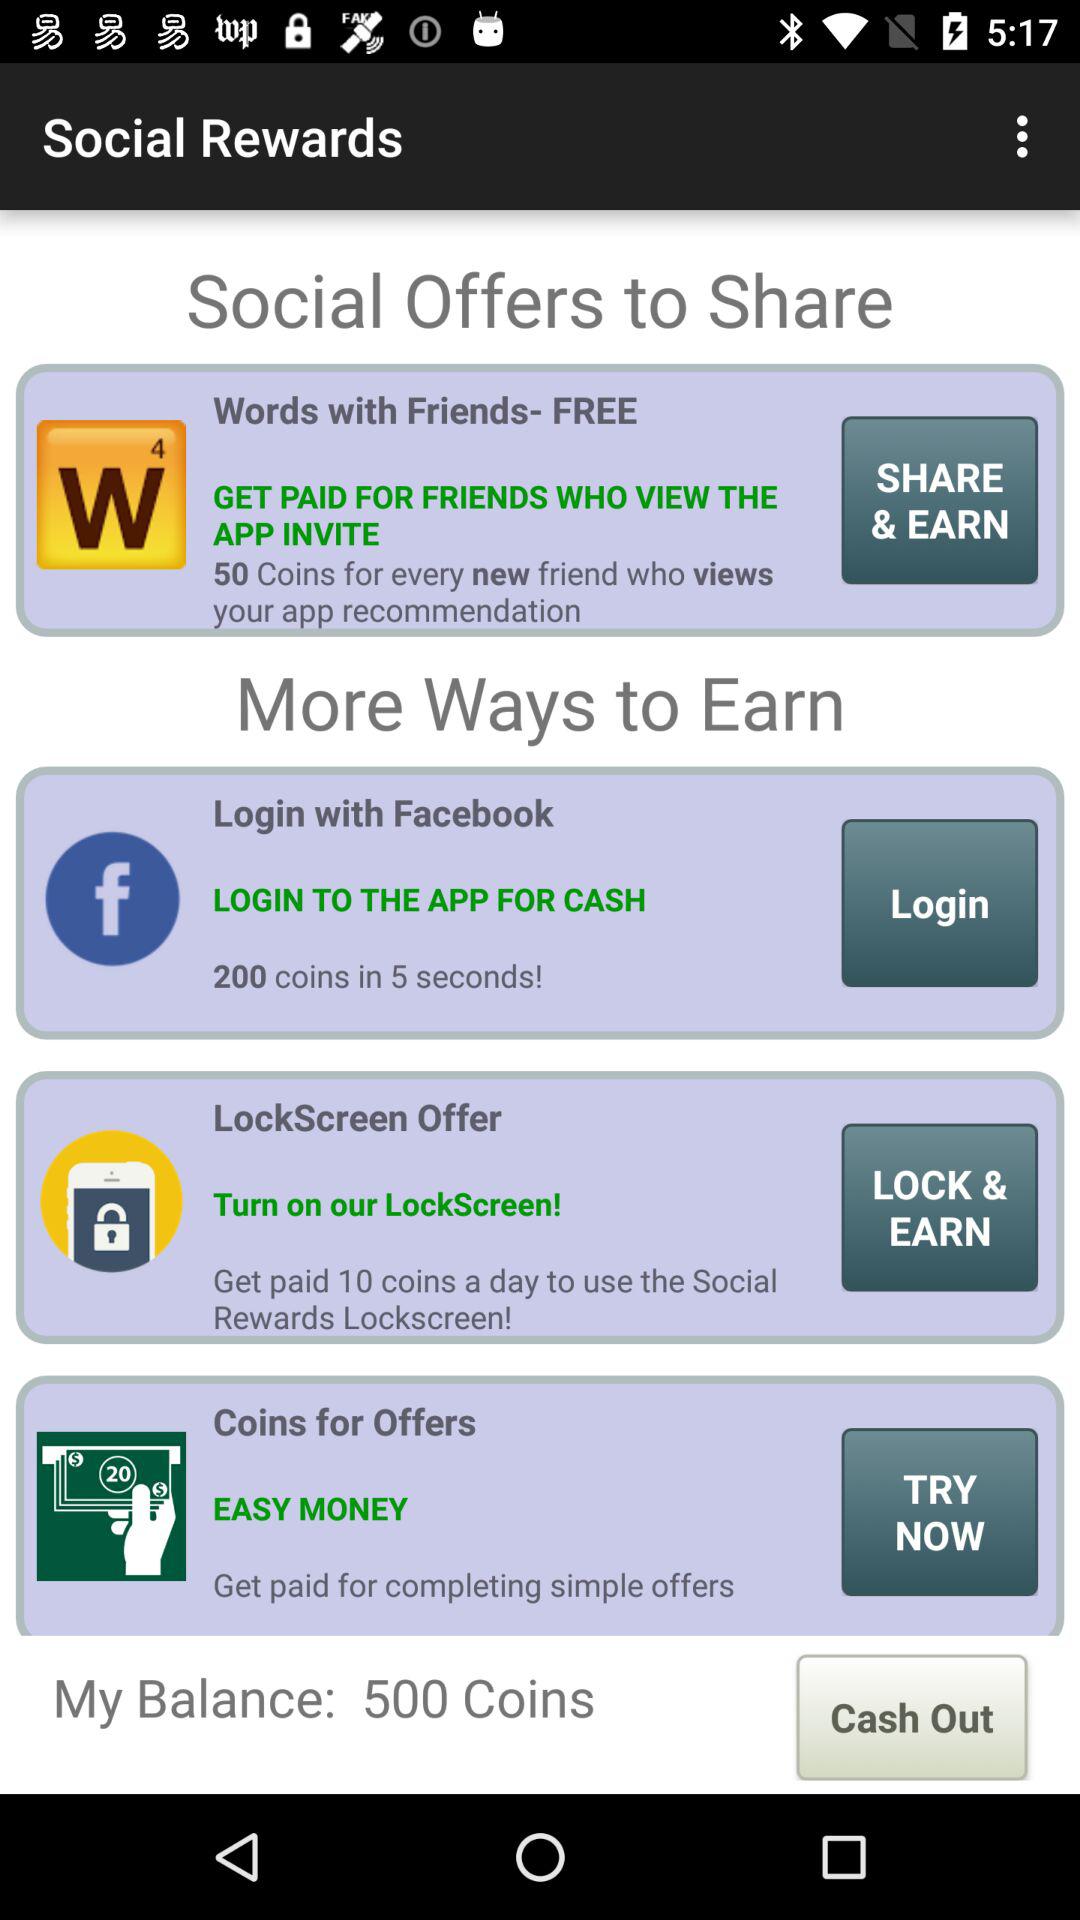 wp FAKE 5:17
Social Rewards
Social Offers to Share
Words with Friends- FREE
4
W
GET PAID FOR FRIENDS WHO VIEW THE
APP INVITE
50 Coins for every new friend who views
your app recommendation
SHARE
& EARN
More Ways to Earn
Login with Facebook
f
LOGIN TO THE APP FOR CASH
200 coins in 5 seconds!
Login
LockScreen Offer
Turn on our LockScreen!
Get paid 10 coins a day to use the Social
Rewards Lockscreen!
LOCK &
EARN
Coins for Offers
$ 20 $
EASY MONEY
Get paid for completing simple offers
TRY
NOW
My Balance: 500 Coins
Cash Out